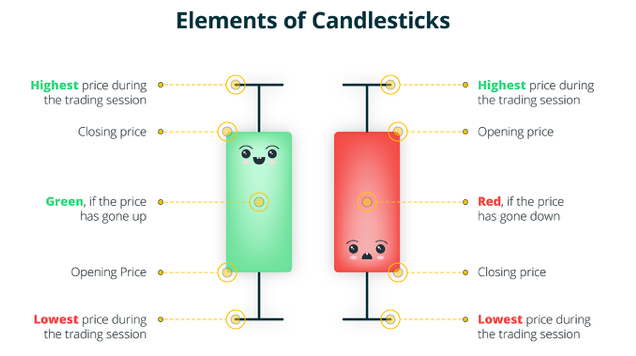 Elements of Candlesticks
Highest price during
the trading session
Closing price
Green, if the price
has gone up
Opening Price
Lowest price during
the trading session
Highest price during
the trading session
Opening price
Red, if the price
has gone down
Closing price
Lowest price during
the trading session